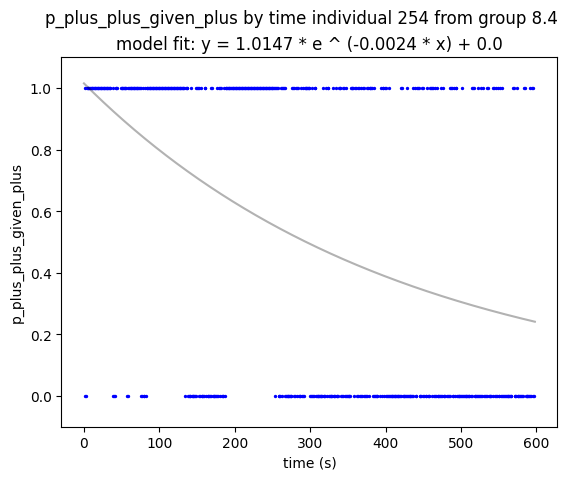 p_plus_plus_given_plus by time individual 254 from group 8.4
model fit: y = 1.0147 * e ^ (-0.0024 * x) + 0.0
1.0
0.8
0.6
0.4
0.2
0.0
p_plus_plus_given_plus
0 100 200 300 400 500 600
time (s)